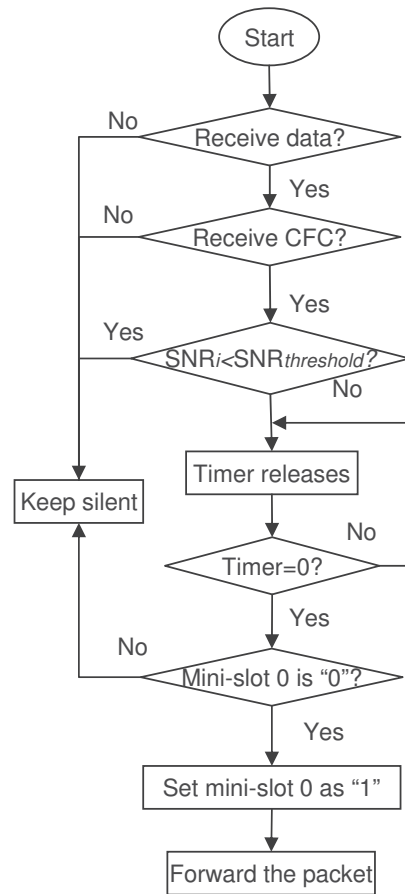 Start
No
Receive data?
Yes
No
Receive CFC?
Yes
Yes
SNRi<SNRthreshold?
No
Timer releases
Keep silent
No
Timer=0?
Yes
No
Mini-slot 0 is “0”?
Yes
Set mini-slot 0 as “1”
Forward the packet